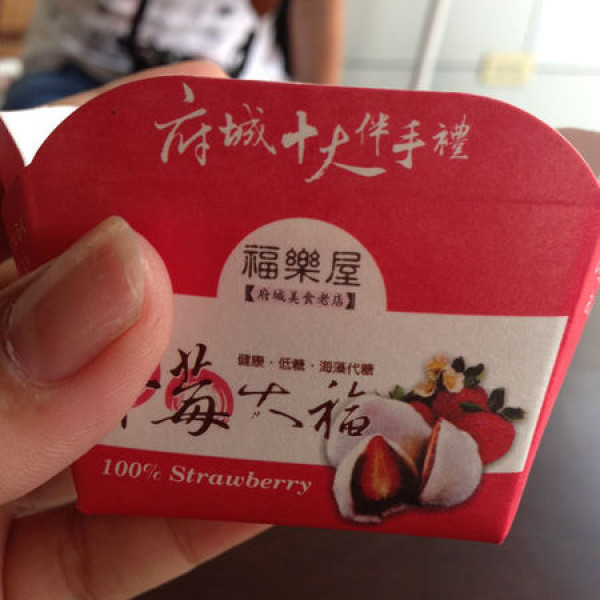 府城十大伴手禮
福樂屋
【府城美食老店】
健康・低糖・海藻代糖
莓大福
100% Strawberry